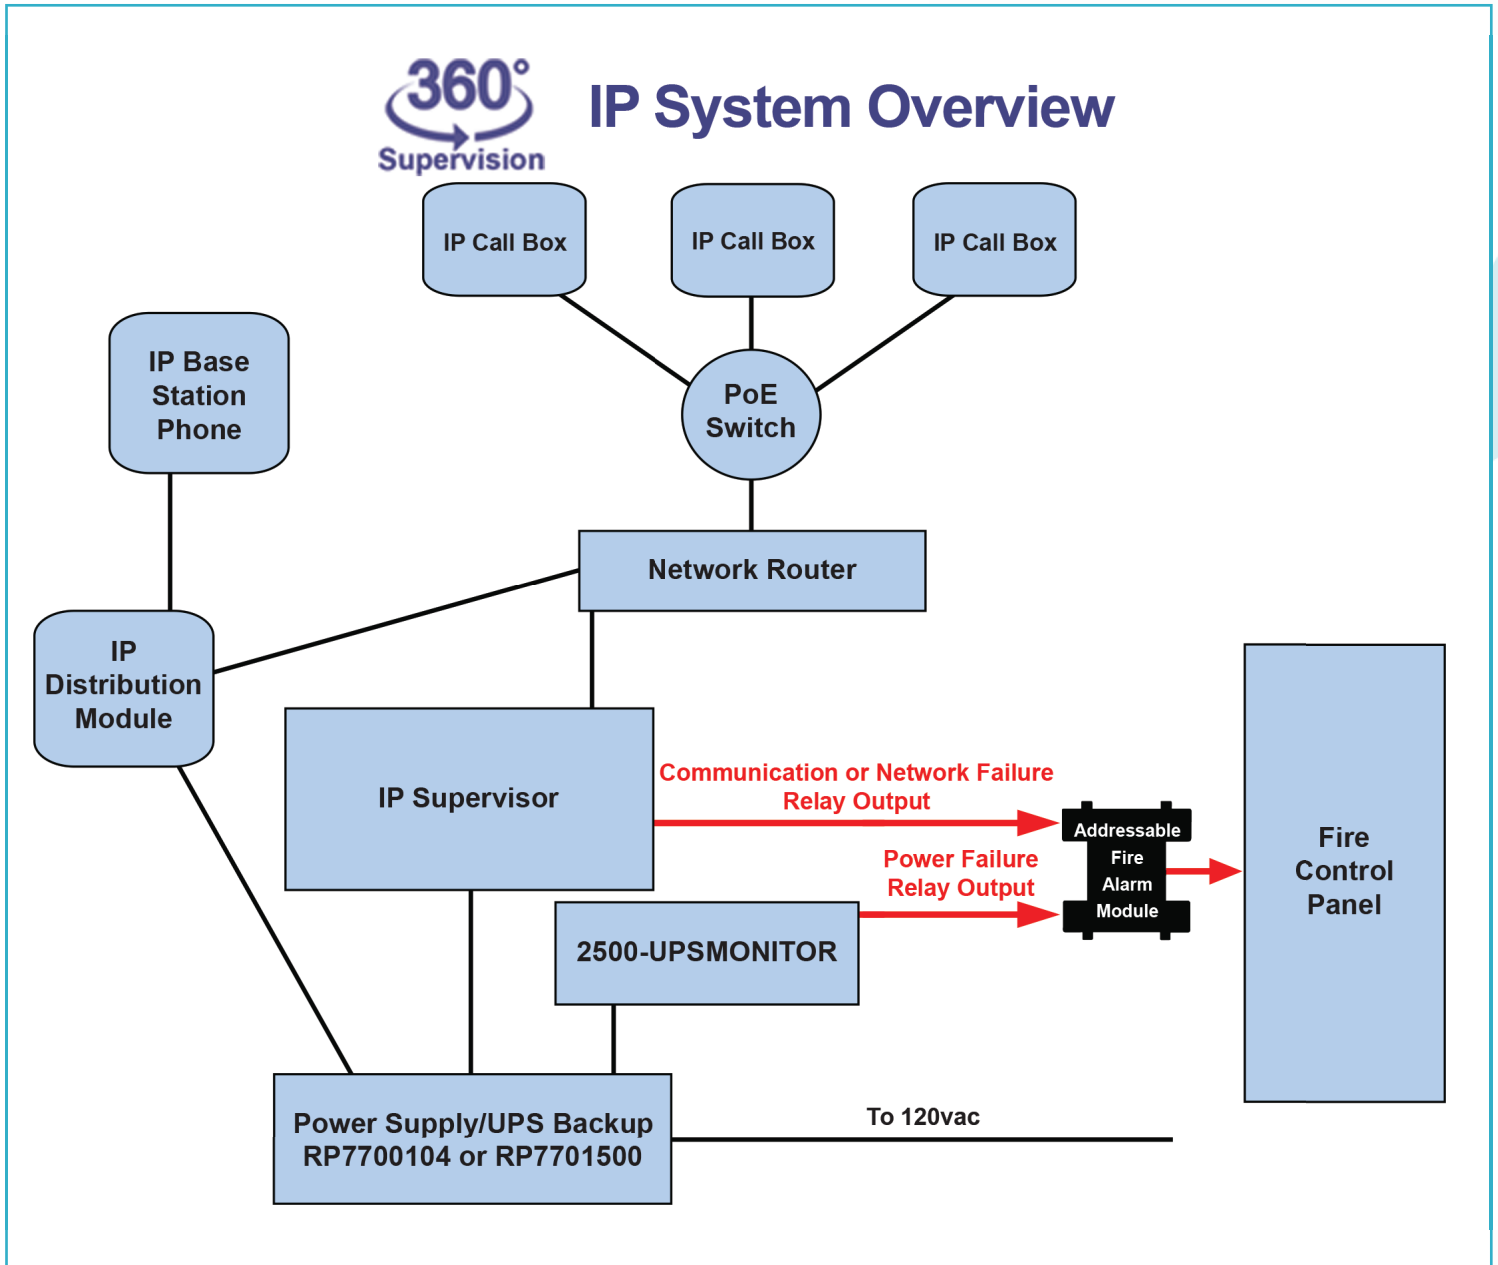 360°
Supervision
IP System Overview
IP Call Box
IP Call Box
IP Call Box
IP Base
Station
Phone
PoE
Switch
Network Router
IP
Distribution
Module
IP Supervisor
Communication or Network Failure
Relay Output
Power Failure
Relay Output
Addressable
Fire
Alarm
Module
Fire
Control
Panel
2500-UPSMONITOR
Power Supply/UPS Backup
RP7700104 or RP7701500
To 120vac